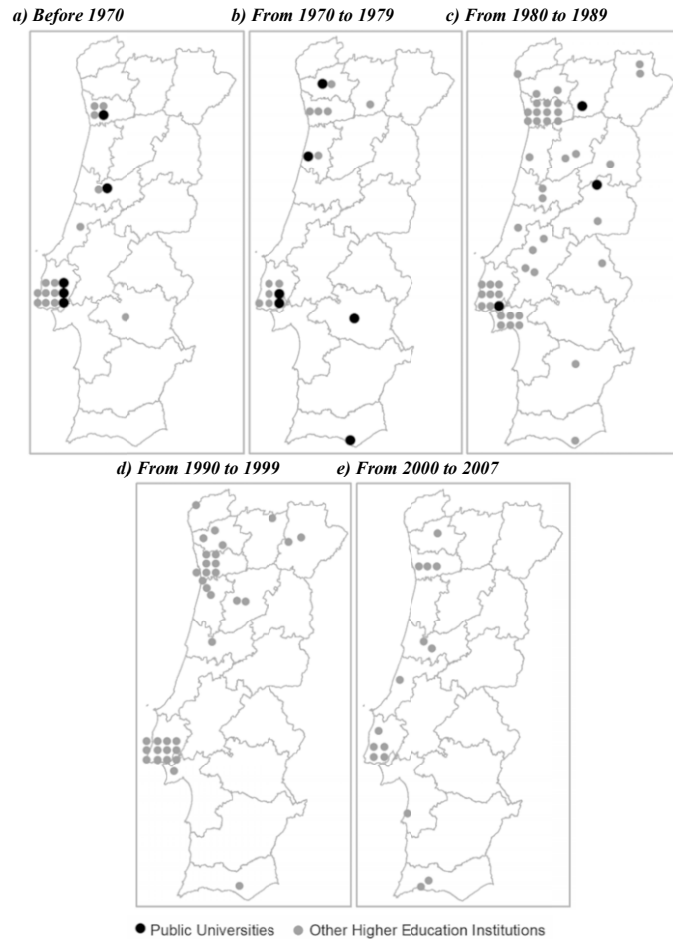 a) Before 1970
b) From 1970 to 1979
c) From 1980 to 1989
d) From 1990 to 1999
e) From 2000 to 2007
Public Universities
Other Higher Education Institutions